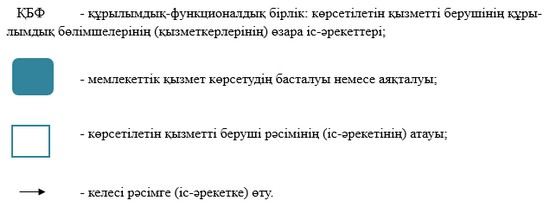 ҚБФ - құрылымдық-функционалдық бірлік: көрсетілетін қызметті берушінің құры-
лымдық бөлімшелерінің (қызметкерлерінің) өзара іс-әрекеттері;
- мемлекеттік қызмет көрсетудің басталуы немесе аяқталуы;
- көрсетілетін қызметті беруші рәсімінің (іс-әрекетінің) атауы;
- келесі рәсімге (іс-әрекетке) өту.